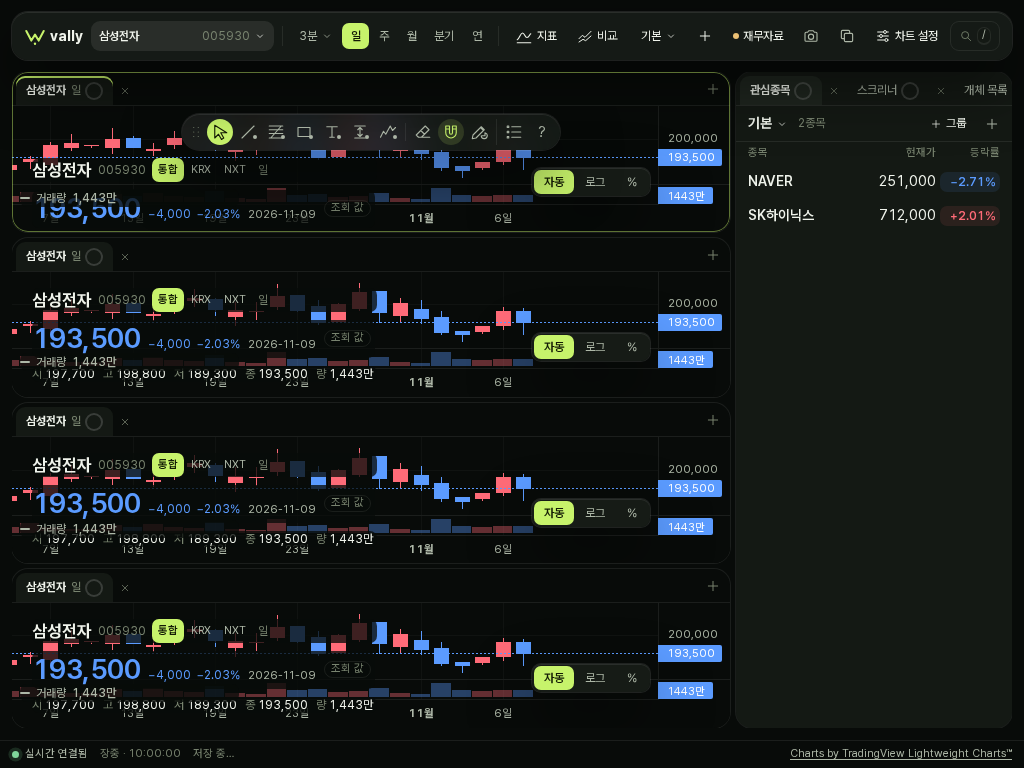 vally 삼성전자 005930 3분 일 주 월 분기 연 지표 비교 기본 재무자료 차트 설정 /
삼성전자 일
200,000
193,500
삼성전자 005930 통합 KRX NXT 일
자동 로그 %
거래량 1,443만
1443만
193,500 −4,000 −2.03% 2026-11-09 조회 값
11월 6일
삼성전자 일
200,000
삼성전자 005930 통합 KRX NXT 일
193,500
193,500 −4,000 −2.03% 2026-11-09 조회 값
자동 로그 %
거래량 1,443만
1443만
시 197,700 고 198,800 저 189,300 종 193,500 량 1,443만
7일 13일 19일 23일 11월 6일
삼성전자 일
200,000
삼성전자 005930 통합 KRX NXT 일
193,500
193,500 −4,000 −2.03% 2026-11-09 조회 값
자동 로그 %
거래량 1,443만
1443만
시 197,700 고 198,800 저 189,300 종 193,500 량 1,443만
7일 13일 19일 23일 11월 6일
삼성전자 일
200,000
삼성전자 005930 통합 KRX NXT 일
193,500
193,500 −4,000 −2.03% 2026-11-09 조회 값
자동 로그 %
거래량 1,443만
1443만
시 197,700 고 198,800 저 189,300 종 193,500 량 1,443만
7일 13일 19일 23일 11월 6일
관심종목 스크리너 개체 목록
기본 2종목 + 그룹
종목 현재가 등락률
NAVER 251,000 −2.71%
SK하이닉스 712,000 +2.01%
실시간 연결됨 장중 · 10:00:00 저장 중…
Charts by TradingView Lightweight Charts™